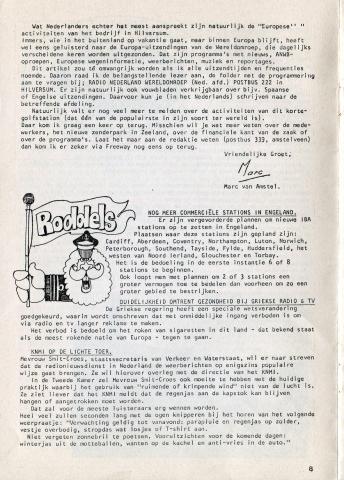 Wat Nederlanders echter het meest aanspreekt zijn natuurlijk de "Europese"
activiteiten van het bedrijf in Hilversum.
Immers, wie in het buitenland op vakantie gaat, maar binnen Europa blijft, heeft
wel eens geluisterd naar de Europa-uitzendingen van de Wereldomroep, die dagelijks
verscheidene keren worden uitgezonden. Dat zijn programma's met nieuws, ANWB-
oproepen, Europese weginformatie, weerberichten, muziek en reportages.
Dit artikel zou té omvangrijk worden als ik alle uitzendtijden en frequenties
noemde. Daarom raad ik de belangstellende lezer aan, de folder met de programmering
aan te vragen bij; RADIO NEDERLAND WERELDOMROEP (Ned. afd.) POSTBUS 222 in
HILVERSUM. Er zijn natuurlijk ook vouwbladen verkrijgbaar over bijv. Spaanse
of Engelse uitzendingen. Daarvoor kun je (in het Nederlands) schrijven naar de
betreffende afdeling.
Natuurlijk valt er nog veel meer te melden over de activiteiten van dit korte-
golfstation (dat één van de populairste in zijn soort ter wereld is).
Daar kom ik graag een keer op terug. Misschien wil je wat meer weten over de mede-
werkers, het nieuwe zenderpark in Zeeland, over de financiele kant van de zaak of
over de programma's. Laat het aan de redaktie weten (postbus 333, amstelveen)
dan kom ik er zeker via Freeway nog eens op terug.
Vriendelijke Groet,
Marc
Marc van Amstel.
Roddels
NOG MEER COMMERCIËLE STATIONS IN ENGELAND.
Er zijn vergevorderde plannen om nieuwe IBA
stations op te zetten in Engeland.
Plaatsen waar deze stations zijn gepland zijn:
Cardiff, Aberdeen, Coventry, Northampton, Luton, Norwich,
Peterborough, Southend, Tayside, Fylde, Huddersfield, het
westen van Noord Ierland, Glouchester en Torbay.
Het is de bedoeling in de eerste instantie 6 of 8
stations te beginnen.
Ook loopt men met plannen om 2 of 3 stations een
groter vermogen toe te bedelen dan voorheen om zo een
groter gebied te bestrijken.
DUIDELIJKHEID OMTRENT GEZONDHEID BIJ GRIEKSE RADIO & TV
De Griekse regering heeft een speciale wetsverandering
goedgekeurd, waarin wordt omschreven dat met onmiddelijke ingang verboden is om
via radio en tv langer reklame te maken.
Het verbod is bedoeld om het roken van sigaretten in dit land - dat bekend staat
als de meest rokende natie van Europa - tegen te gaan.
KNMI OP DE LICHTE TOER.
Mevrouw Smit-Croes, staatssecretaris van Verkeer en Waterstaat, wil er naar streven
dat de radionieuwsdienst in Nederland de weerberichten op enigszins populaire
wijze gaat brengen. Ze wil hierover overleg met de directie van het KNMI.
In de Tweede Kamer zei Mevrouw Smit-Croes ook moeite te hebben met de huidige
praktijk waarbij het gebruik van "ruimende of krimpende wind" niet van de lucht is.
Ze ziet liever dat het KNMI meldt dat de regenjas aan de kapstok kan blijven
hangen of aangetrokken moet worden.
Dat zal voor de meeste luisteraars erg wennen worden.
Heel veel zullen seconden lang met de ogen knipperen bij het horen van het volgende
weerpraatje: "Verwachting geldig tot vanavond: parapluie en regenjas op zolder,
vestje overbodig, stropdas wat losjes of T-shirt aan.
Niet vergeten zonnebril te poetsen. Vooruitzichten voor de komende dagen:
winterjas uit de mottebalĺen, wanten op de kachel en anti-vries in de auto."
8